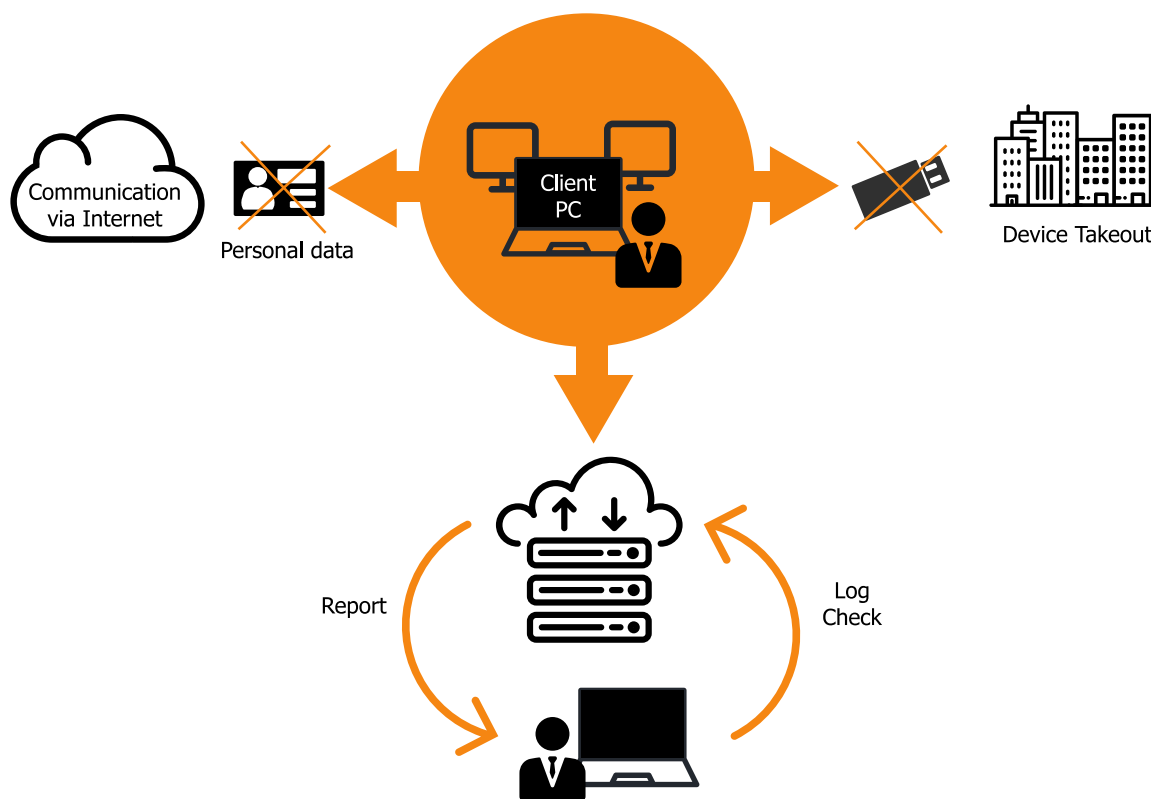 Client
PC
Communication
via Internet
Personal data
Device Takeout
Report
Log
Check